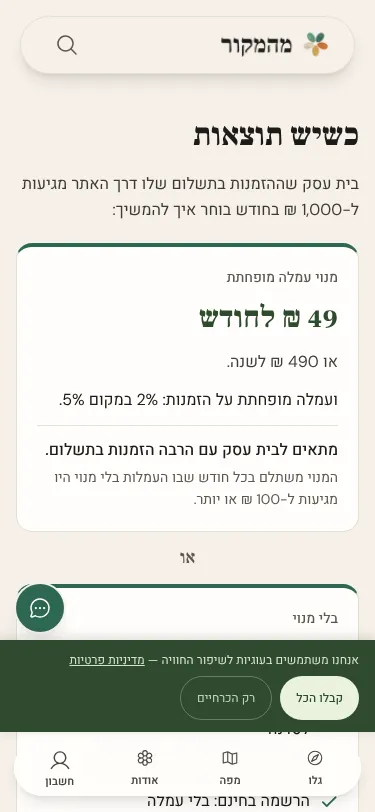 מהמקור
כשיש תוצאות
בית עסק שההזמנות בתשלום שלו דרך האתר מגיעות
ל-1,000 ₪ בחודש בוחר איך להמשיך:
מנוי עמלה מופחתת
49 ₪ לחודש
או 490 ₪ לשנה.
ועמלה מופחתת על הזמנות: 2% במקום 5%.
מתאים לבית עסק עם הרבה הזמנות בתשלום.
המנוי משתלם בכל חודש שבו העמלות בלי מנוי היו
מגיעות ל-100 ₪ או יותר.
או
בלי מנוי
אנחנו משתמשים בעוגיות לשיפור החוויה — מדיניות פרטיות
קבלו הכל
רק הכרחיים
גלו
מפה
אודות
חשבון
הרשמה בחינם: בלי עמלה